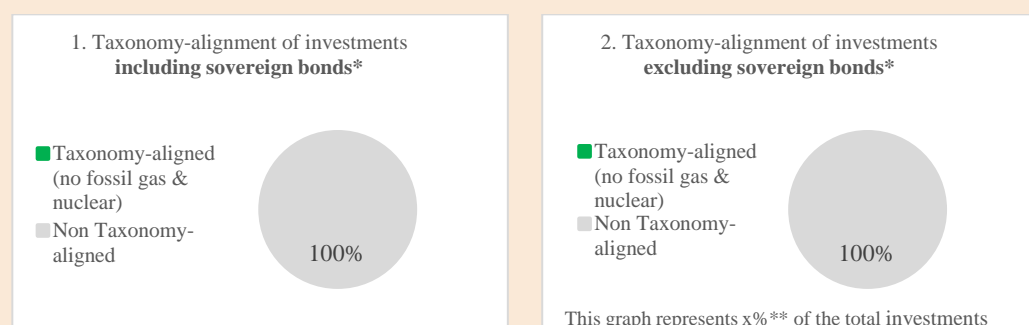 1. Taxonomy-alignment of investments
including sovereign bonds*
Taxonomy-aligned
(no fossil gas &
nuclear)
Non Taxonomy-
aligned
100%
2. Taxonomy-alignment of investments
excluding sovereign bonds*
Taxonomy-aligned
(no fossil gas &
nuclear)
Non Taxonomy-
aligned
100%
This graph represents x%** of the total investments